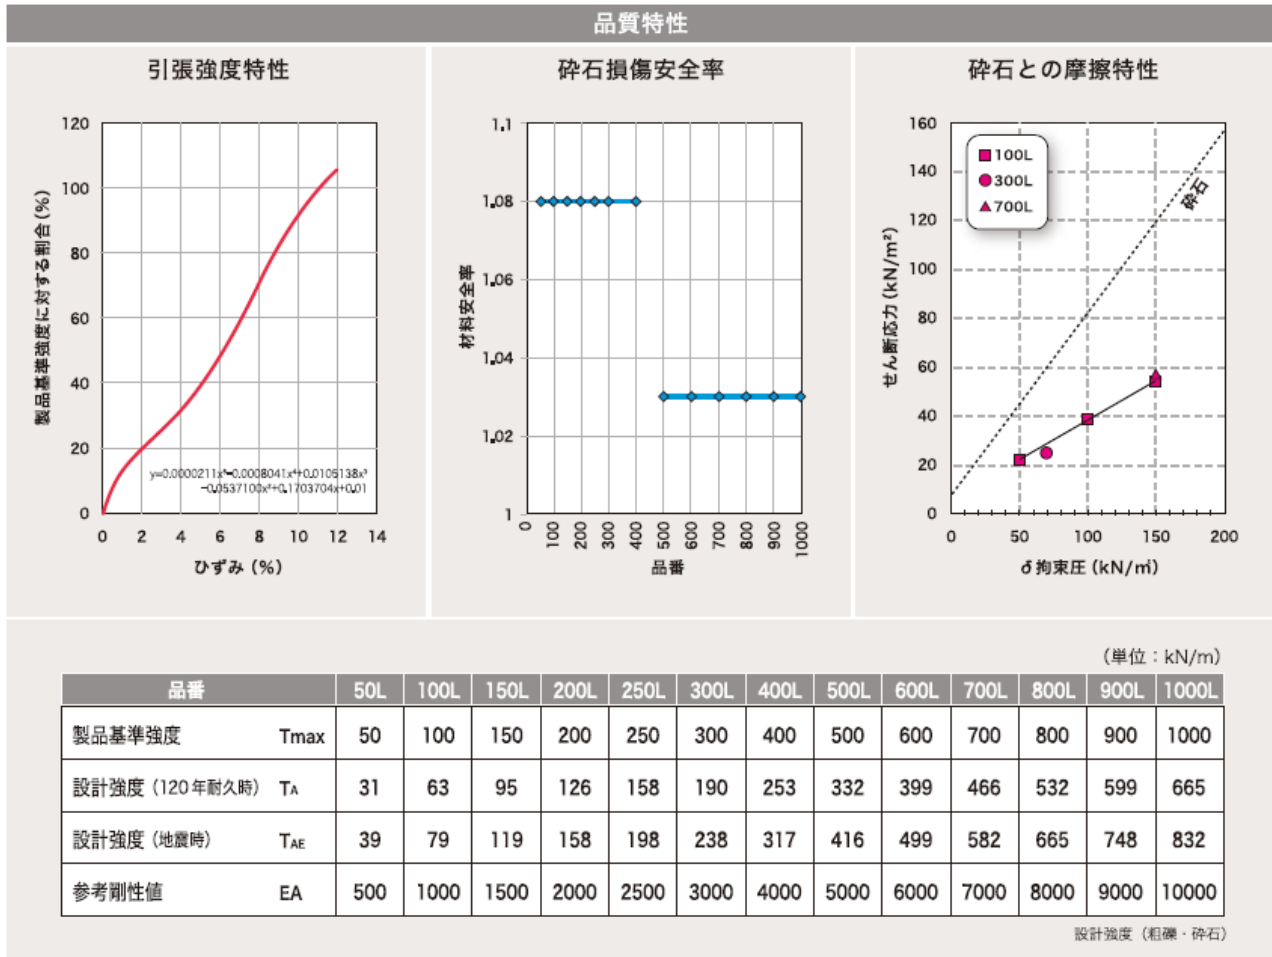 品質特性
引張強度特性
製品基準強度に対する割合(%)
120
100
80
60
40
20
0
y=0.0000211x⁵−0.0008041x⁴+0.0105138x³
−0.0537100x²+0.1703704x+0.01
0 2 4 6 8 10 12 14
ひずみ(%)
砕石損傷安全率
材料安全率
1.1
1.08
1.06
1.04
1.02
1
0 100 200 300 400 500 600 700 800 900 1000
品番
砕石との摩擦特性
せん断応力(kN/m²)
160
140
120
100
80
60
40
20
0
100L
300L
700L
砕石
0 50 100 150 200
δ拘束圧(kN/㎡)
(単位:kN/m)
品番 50L 100L 150L 200L 250L 300L 400L 500L 600L 700L 800L 900L 1000L
製品基準強度 Tmax 50 100 150 200 250 300 400 500 600 700 800 900 1000
設計強度(120年耐久時) TA 31 63 95 126 158 190 253 332 399 466 532 599 665
設計強度(地震時) TAE 39 79 119 158 198 238 317 416 499 582 665 748 832
参考剛性値 EA 500 1000 1500 2000 2500 3000 4000 5000 6000 7000 8000 9000 10000
設計強度(粗礫・砕石)